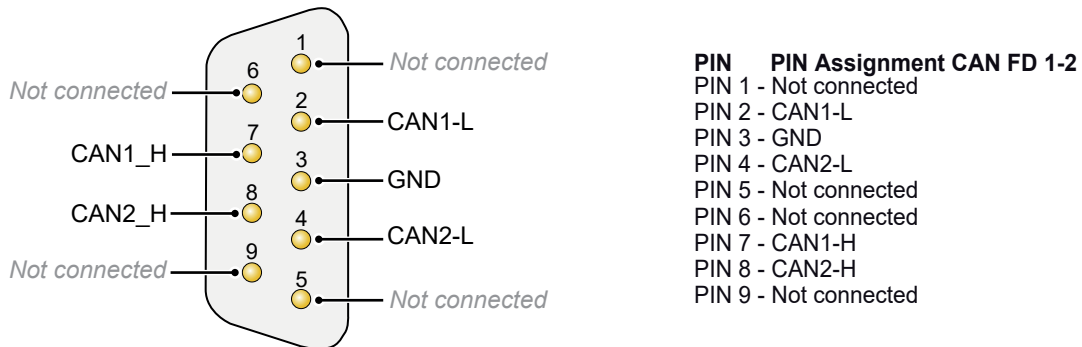 1
Not connected
6
Not connected
2
CAN1-L
7
CAN1_H
3
GND
8
CAN2_H
4
CAN2-L
9
Not connected
5
Not connected
PIN PIN Assignment CAN FD 1-2
PIN 1 - Not connected
PIN 2 - CAN1-L
PIN 3 - GND
PIN 4 - CAN2-L
PIN 5 - Not connected
PIN 6 - Not connected
PIN 7 - CAN1-H
PIN 8 - CAN2-H
PIN 9 - Not connected